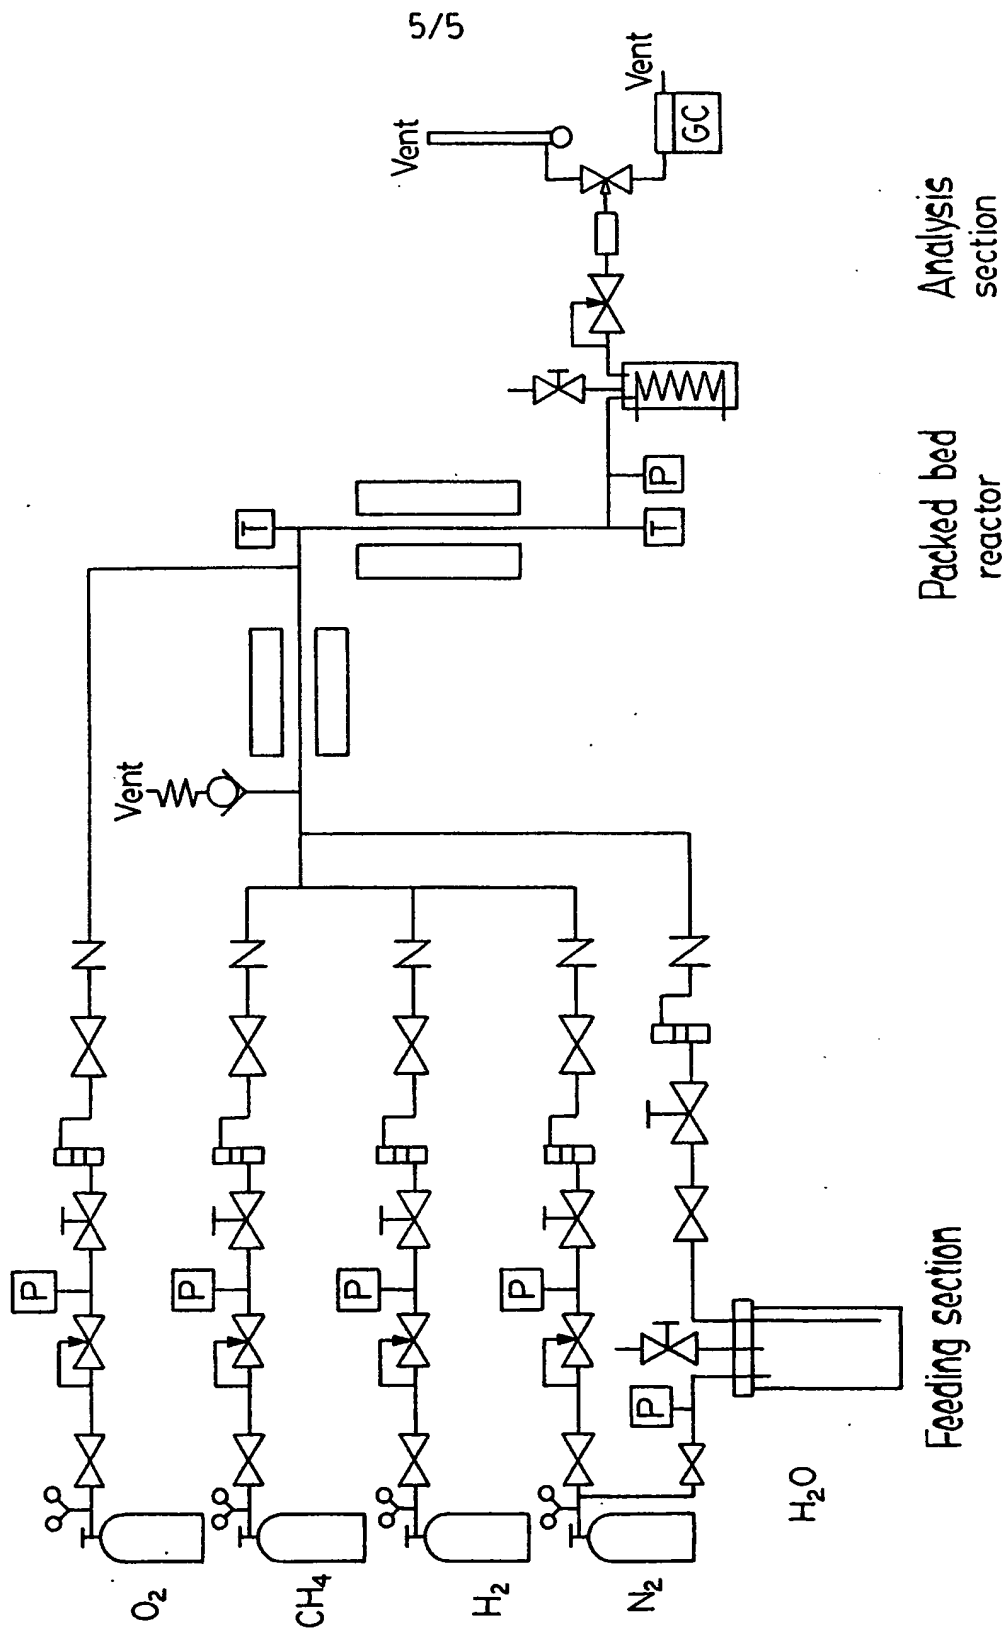 5/5
Vent
Vent
GC
T
P
T
Vent
P
P
P
P
P
O2
CH4
H2
N2
H2O
Feeding section
Packed bed
reactor
Analysis
section